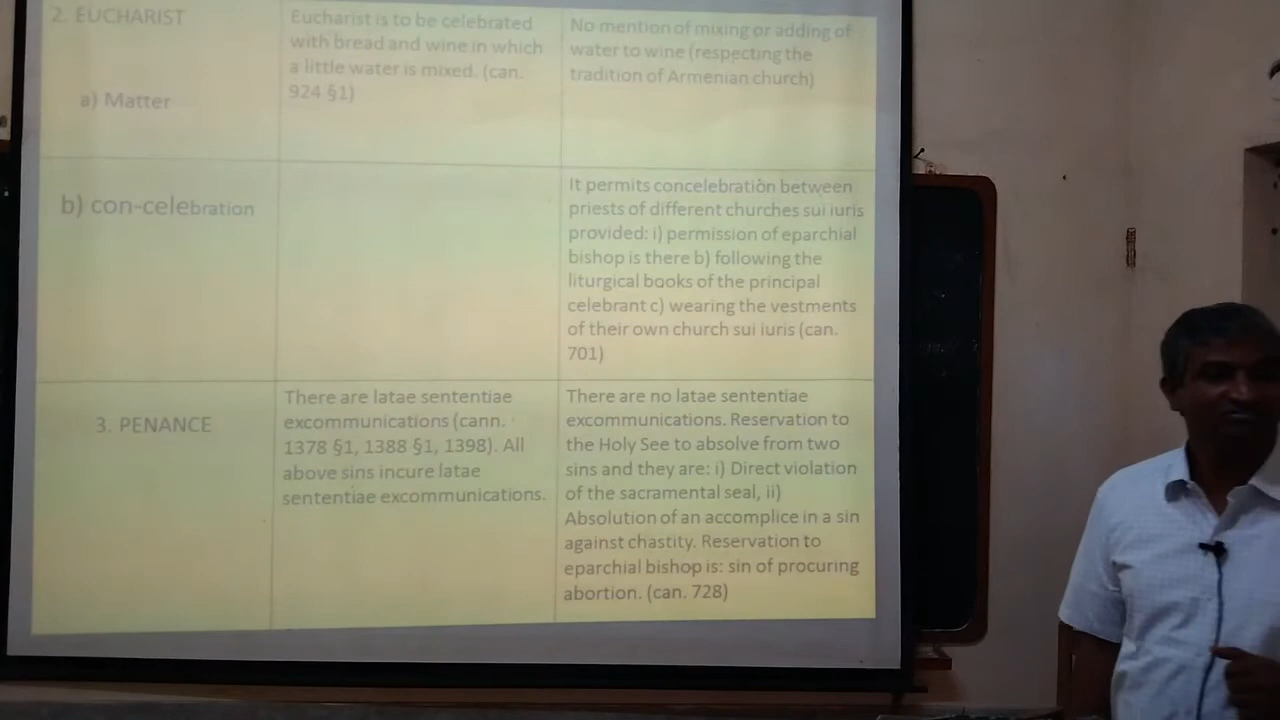 2. EUCHARIST
a) Matter
Eucharist is to be celebrated
with bread and wine in which
a little water is mixed. (can.
924 §1)
No mention of mixing or adding of
water to wine (respecting the
tradition of Armenian church)
b) con-celebration
It permits concelebration between
priests of different churches sui iuris
provided: i) permission of eparchial
bishop is there b) following the
liturgical books of the principal
celebrant c) wearing the vestments
of their own church sui iuris (can.
701)
3. PENANCE
There are latae sententiae
excommunications (cann.
1378 §1, 1388 §1, 1398). All
above sins incure latae
sententiae excommunications.
There are no latae sententiae
excommunications. Reservation to
the Holy See to absolve from two
sins and they are: i) Direct violation
of the sacramental seal, ii)
Absolution of an accomplice in a sin
against chastity. Reservation to
eparchial bishop is: sin of procuring
abortion. (can. 728)